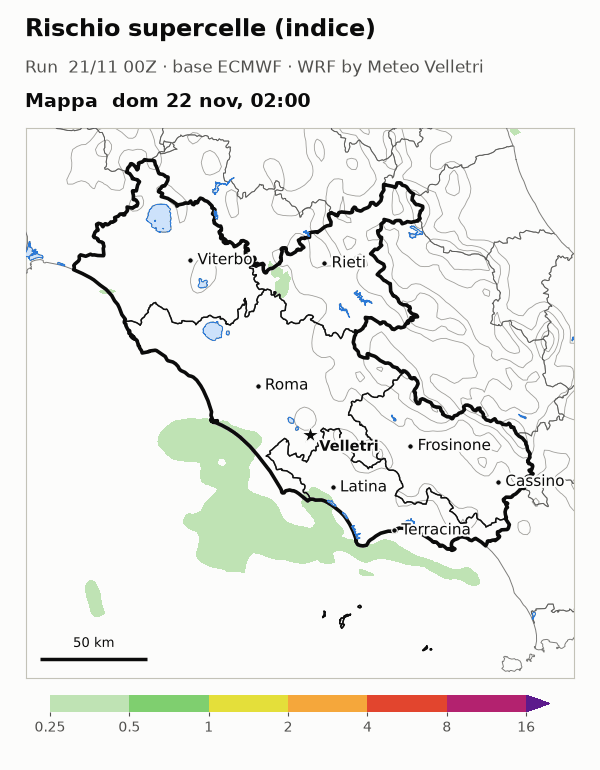 Rischio supercelle (indice)
Run  21/11 00Z · base ECMWF · WRF by Meteo Velletri
Mappa  dom 22 nov, 02:00
Viterbo
Rieti
Roma
Velletri
Frosinone
Cassino
Latina
Terracina
50 km
0.25 0.5 1 2 4 8 16